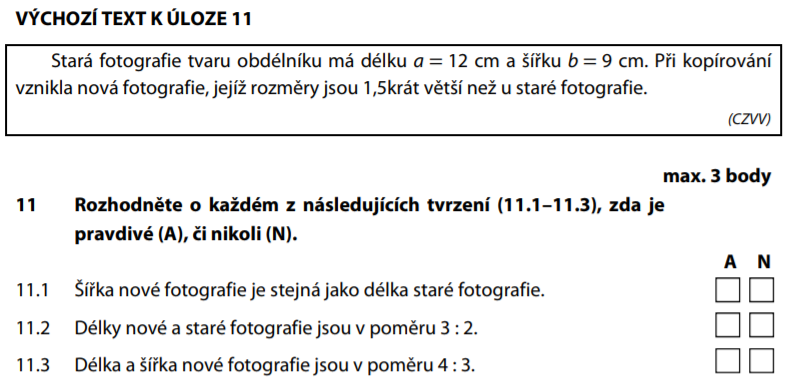 VÝCHOZÍ TEXT K ÚLOZE 11
Stará fotografie tvaru obdélníku má délku a = 12 cm a šířku b = 9 cm. Při kopírování
vznikla nová fotografie, jejíž rozměry jsou 1,5krát větší než u staré fotografie.
(CZVV)
max. 3 body
11 Rozhodněte o každém z následujících tvrzení (11.1–11.3), zda je
pravdivé (A), či nikoli (N).
A N
11.1 Šířka nové fotografie je stejná jako délka staré fotografie.
11.2 Délky nové a staré fotografie jsou v poměru 3 : 2.
11.3 Délka a šířka nové fotografie jsou v poměru 4 : 3.